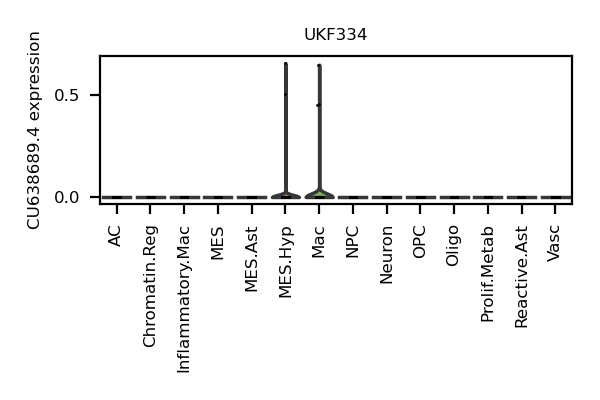 UKF334
CU638689.4 expression
0.5
0.0
AC
Chromatin.Reg
Inflammatory.Mac
MES
MES.Ast
MES.Hyp
Mac
NPC
Neuron
OPC
Oligo
Prolif.Metab
Reactive.Ast
Vasc